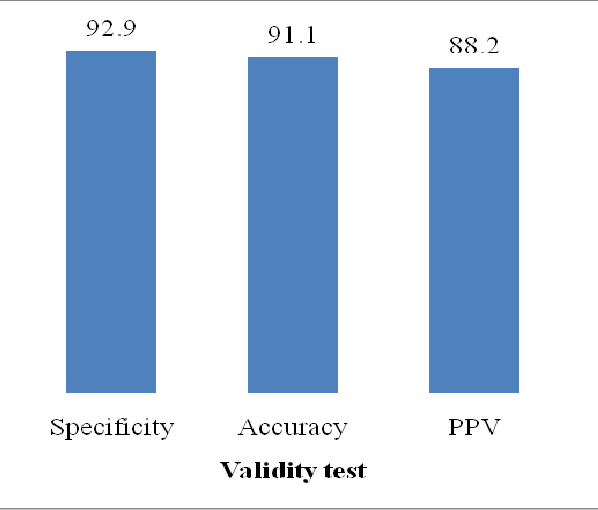 92.9
91.1
88.2
Specificity
Accuracy
PPV
Validity test